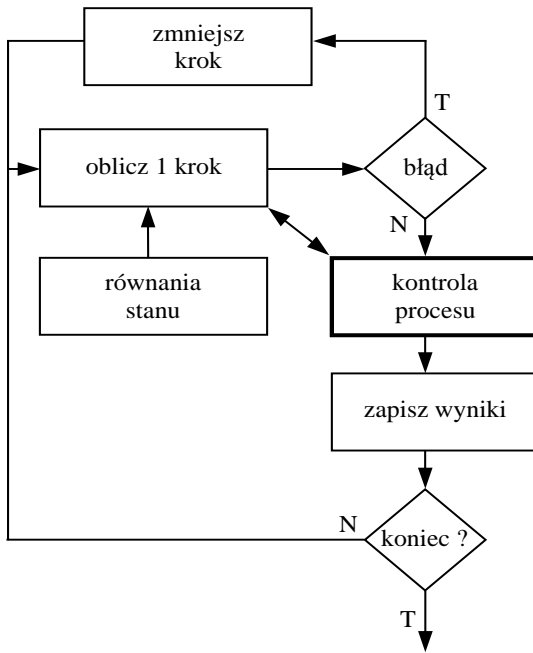 zmniejsz
krok
T
oblicz 1 krok
błąd
N
równania
stanu
kontrola
procesu
zapisz wyniki
N
koniec ?
T